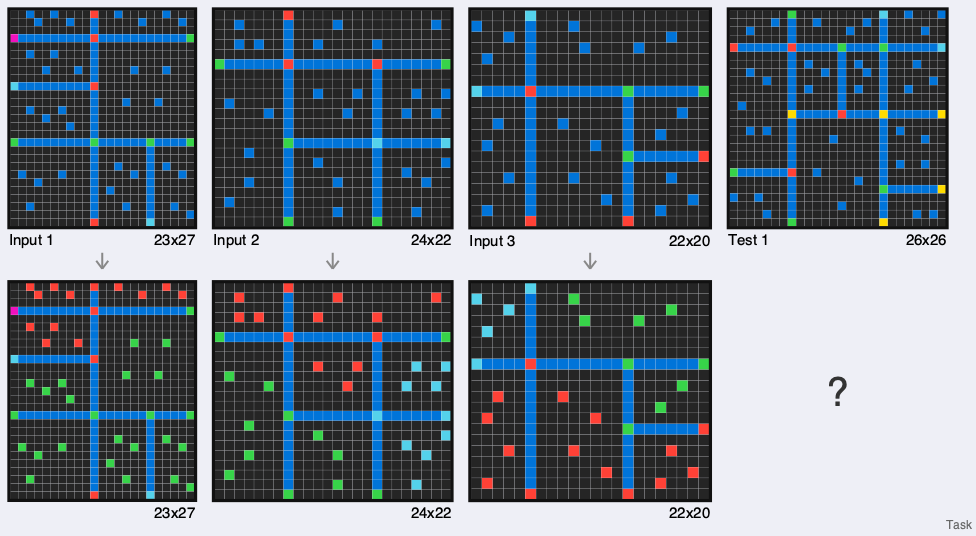 Input 1 23x27
Input 2 24x22
Input 3 22x20
Test 1 26x26
23x27
24x22
22x20
?
Task